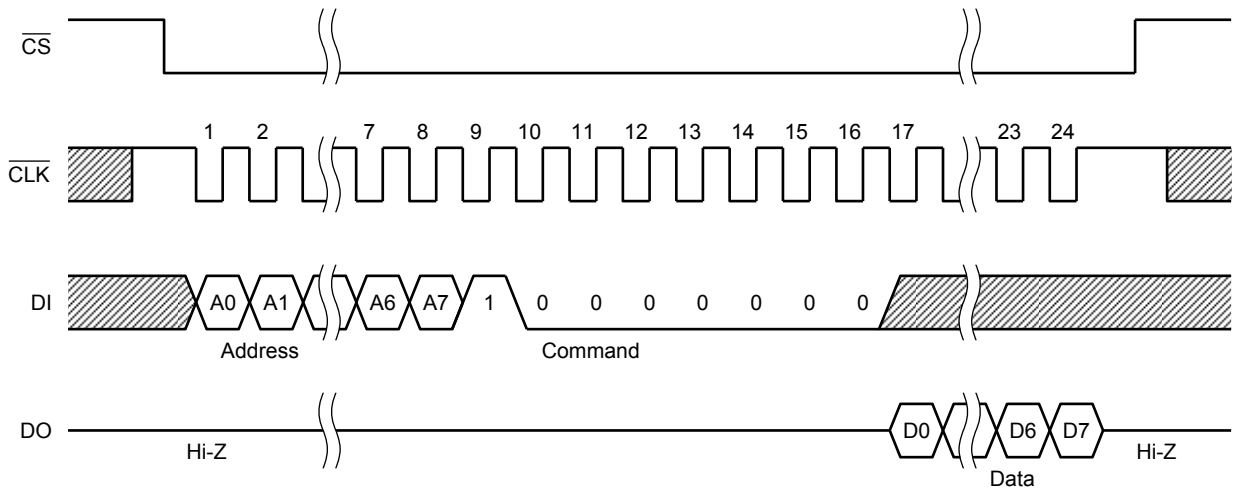 CS
1 2 7 8 9 10 11 12 13 14 15 16 17 23 24
CLK
DI A0 A1 A6 A7 1 0 0 0 0 0 0 0
Address Command
DO D0 D6 D7
Hi-Z Hi-Z
Data